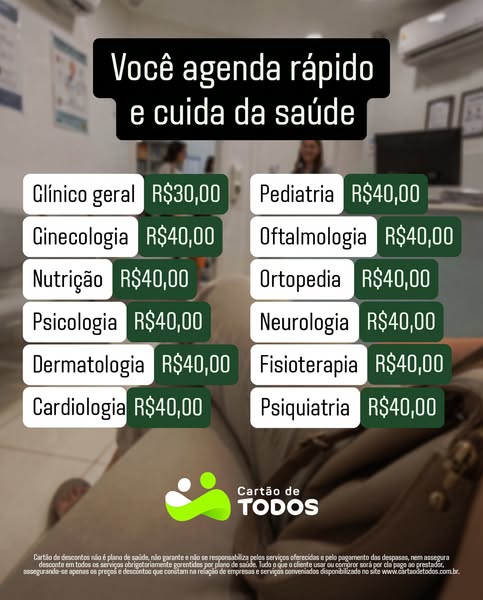 Você agenda rápido
e cuida da saúde
Clínico geral R$30,00
Pediatria R$40,00
Ginecologia R$40,00
Oftalmologia R$40,00
Nutrição R$40,00
Ortopedia R$40,00
Psicologia R$40,00
Neurologia R$40,00
Dermatologia R$40,00
Fisioterapia R$40,00
Cardiologia R$40,00
Psiquiatria R$40,00
Cartão de
TODOS
Cartão de descontos não é plano de saúde, não garante e não se responsabiliza pelos serviços oferecidos e pelo pagamento das despesas, nem assegura
desconto em todos os serviços obrigatoriamente garantidos por plano de saúde. Tudo o que o cliente usar ou comprar será por ela pago ao prestador,
assegurando-se apenas os preços e descontos que constam na relação de empresas e serviços conveniados disponibilizado no site www.cartaodetodos.com.br.